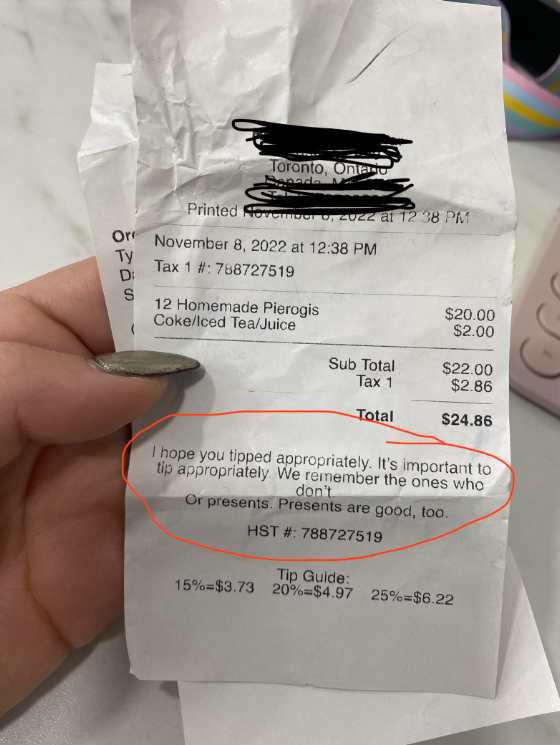 Toronto, Ontario
Canada,
Printed November 8, 2022 at 12:38 PM
November 8, 2022 at 12:38 PM
Tax 1 #: 788727519
12 Homemade Pierogis $20.00
Coke/Iced Tea/Juice $2.00
Sub Total $22.00
Tax 1 $2.86
Total $24.86
I hope you tipped appropriately. It's important to
tip appropriately. We remember the ones who
don't.
Or presents. Presents are good, too.
HST #: 788727519
Tip Guide:
15%=$3.73 20%=$4.97 25%=$6.22